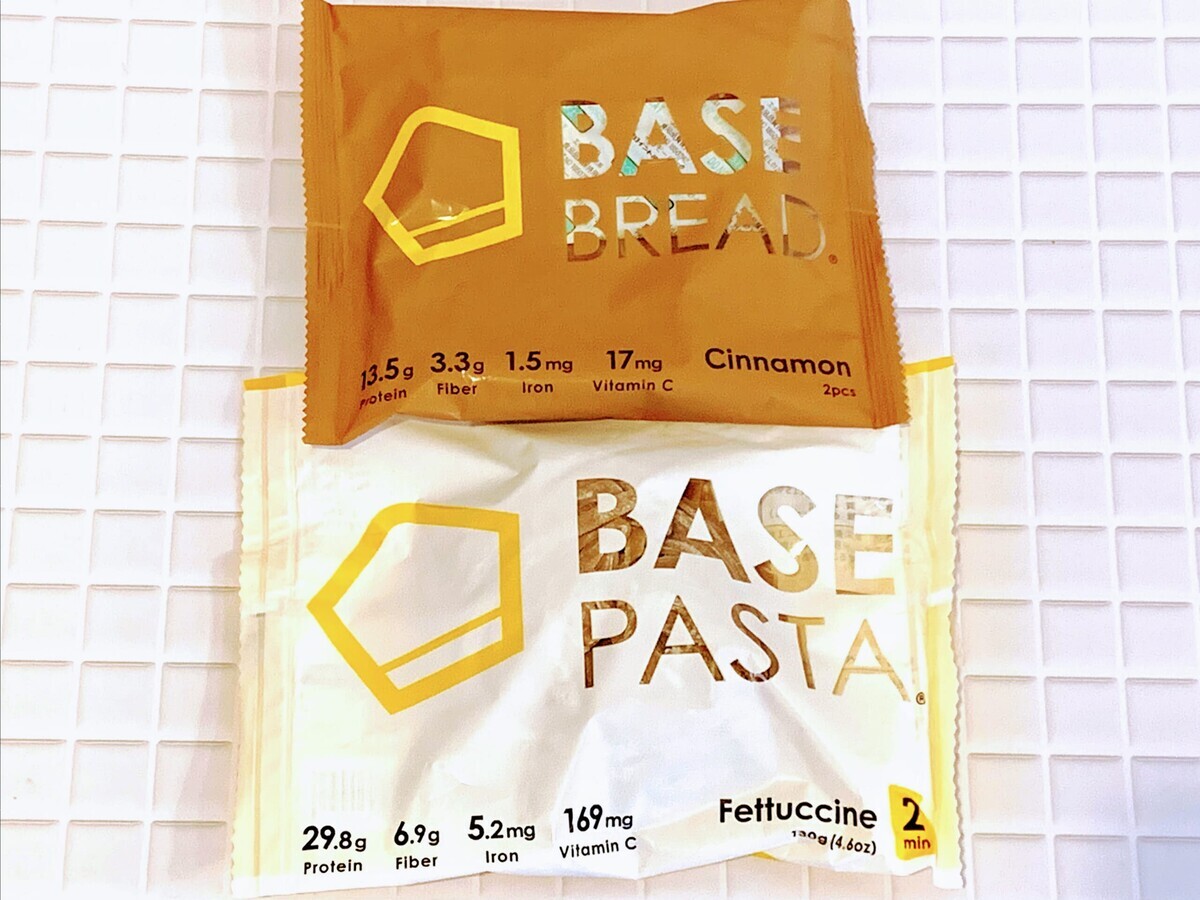 BASE
BREAD®
13.5g 3.3g 1.5mg 17mg Cinnamon
Protein Fiber Iron Vitamin C 2pcs
BASE
PASTA®
29.8g 6.9g 5.2mg 169mg Fettuccine 2
Protein Fiber Iron Vitamin C (4.6oz) min